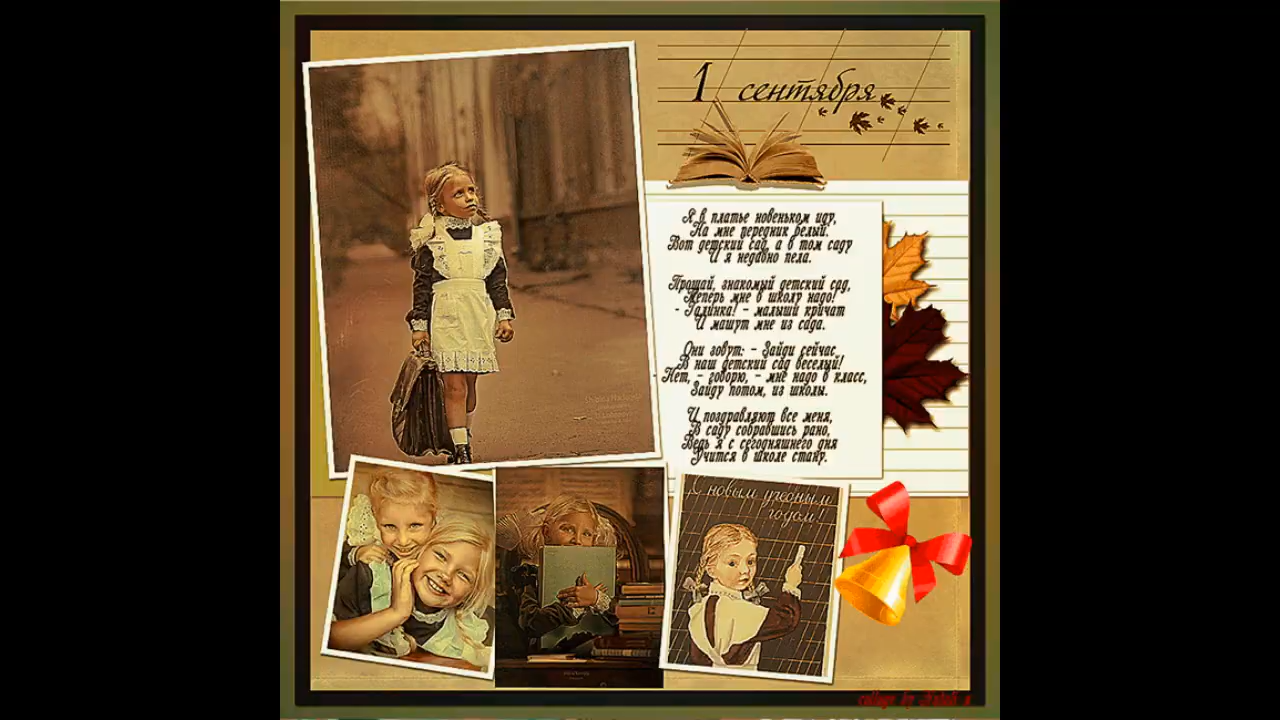 1 сентября
Я в платье новеньком иду,
На мне передник белый.
Вот детский сад, а в том саду
И я недавно пела.
Прощай, знакомый детский сад,
Теперь мне в школу надо!
- Галинка! - малыши кричат
И машут мне из сада.
Они зовут: - Зайди сейчас,
В наш детский сад веселый!
Нет, - говорю, - мне надо в класс,
Зайду потом, из школы.
И поздравляют все меня,
В саду собравшись рано,
Ведь я с сегодняшнего дня
Учится в школе стану.
С новым учебным
годом!
collage by